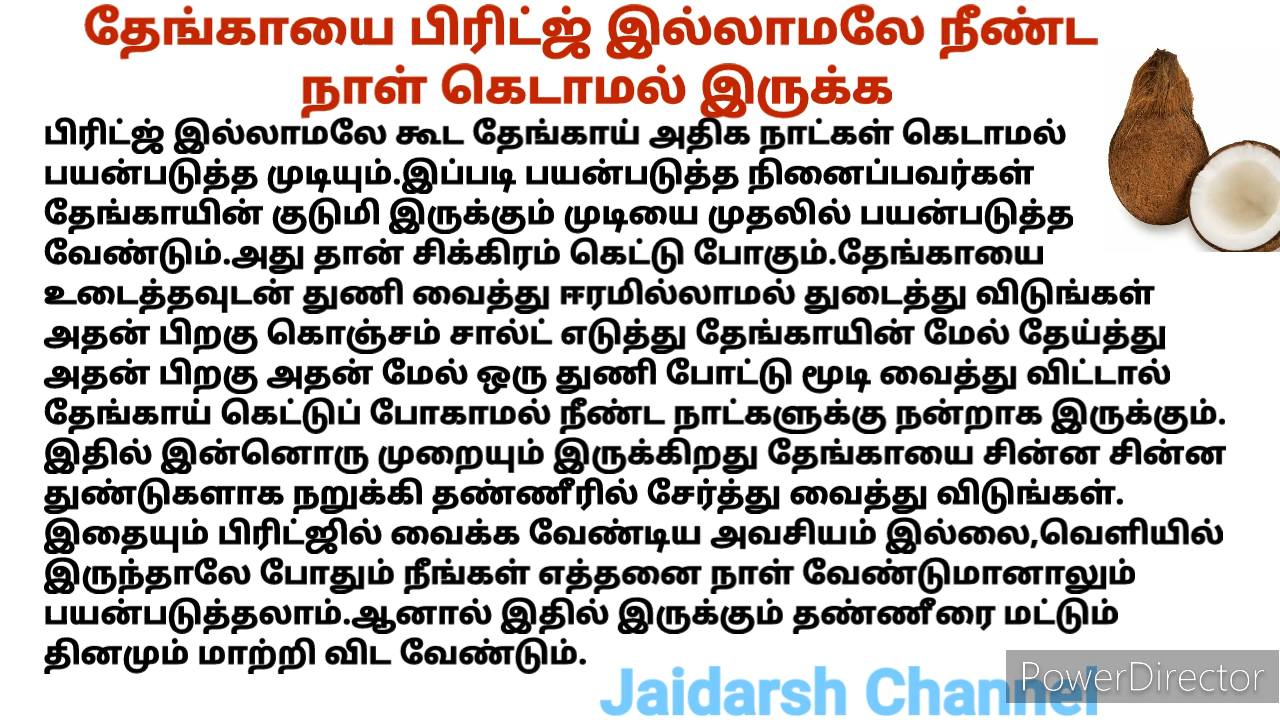 தேங்காயை பிரிட்ஜ் இல்லாமலே நீண்ட
நாள் கெடாமல் இருக்க
பிரிட்ஜ் இல்லாமலே கூட தேங்காய் அதிக நாட்கள் கெடாமல்
பயன்படுத்த முடியும்.இப்படி பயன்படுத்த நினைப்பவர்கள்
தேங்காயின் குடுமி இருக்கும் முடியை முதலில் பயன்படுத்த
வேண்டும்.அது தான் சிக்கிரம் கெட்டு போகும்.தேங்காயை
உடைத்தவுடன் துணி வைத்து ஈரமில்லாமல் துடைத்து விடுங்கள்
அதன் பிறகு கொஞ்சம் சால்ட் எடுத்து தேங்காயின் மேல் தேய்த்து
அதன் பிறகு அதன் மேல் ஒரு துணி போட்டு மூடி வைத்து விட்டால்
தேங்காய் கெட்டுப் போகாமல் நீண்ட நாட்களுக்கு நன்றாக இருக்கும்.
இதில் இன்னொரு முறையும் இருக்கிறது தேங்காயை சின்ன சின்ன
துண்டுகளாக நறுக்கி தண்ணீரில் சேர்த்து வைத்து விடுங்கள்.
இதையும் பிரிட்ஜில் வைக்க வேண்டிய அவசியம் இல்லை,வெளியில்
இருந்தாலே போதும் நீங்கள் எத்தனை நாள் வேண்டுமானாலும்
பயன்படுத்தலாம்.ஆனால் இதில் இருக்கும் தண்ணீரை மட்டும்
தினமும் மாற்றி விட வேண்டும்.
Jaidarsh Channel
PowerDirector